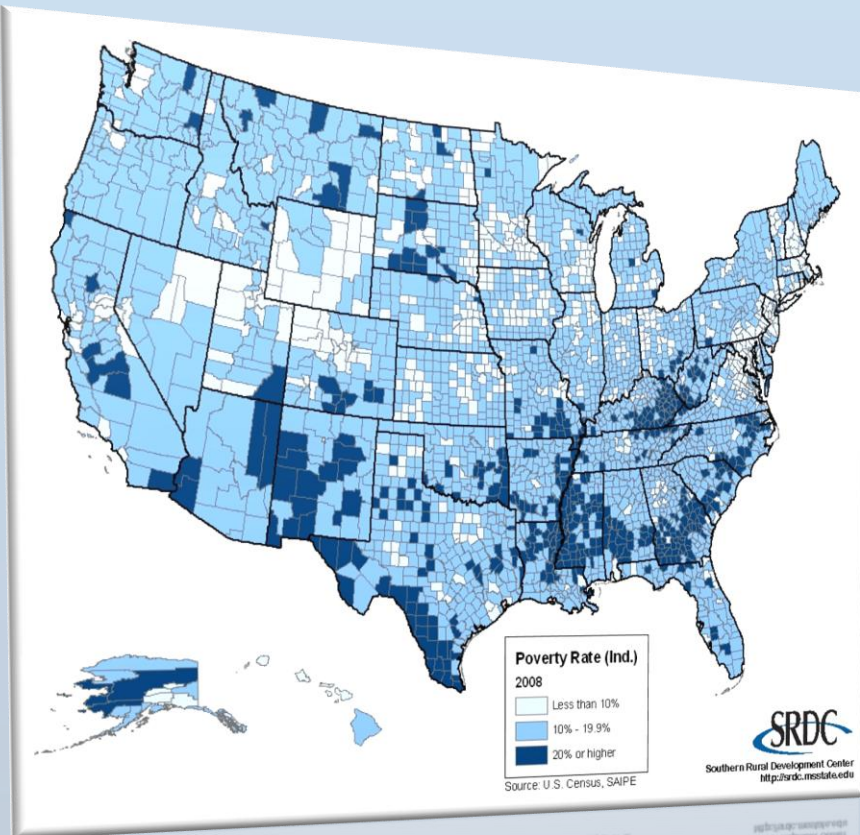 Poverty Rate (Ind.)
2008
Less than 10%
10% - 19.9%
20% or higher
Source: U.S. Census, SAIPE
SRDC
Southern Rural Development Center
http://srdc.msstate.edu